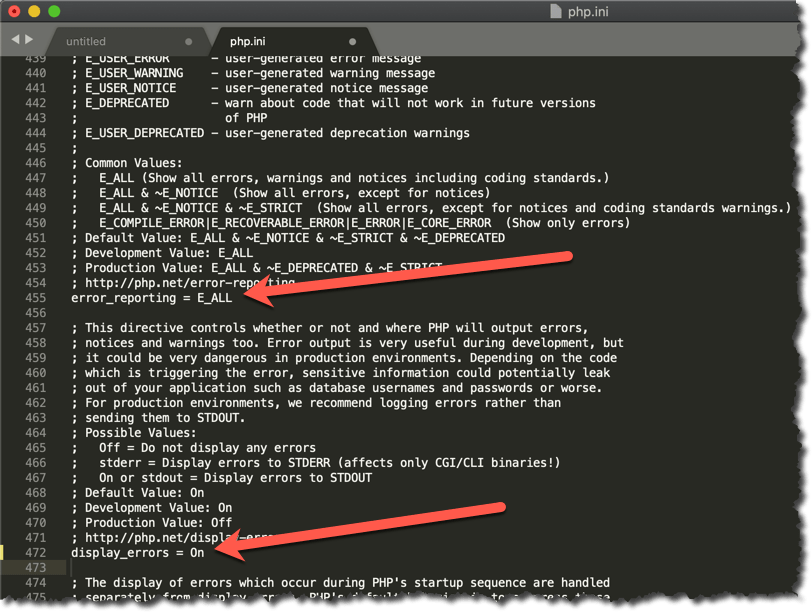 php.ini
untitled
php.ini
439 ; E_USER_ERROR - user-generated error message
440 ; E_USER_WARNING - user-generated warning message
441 ; E_USER_NOTICE - user-generated notice message
442 ; E_DEPRECATED - warn about code that will not work in future versions
443 ; of PHP
444 ; E_USER_DEPRECATED - user-generated deprecation warnings
445 ;
446 ; Common Values:
447 ; E_ALL (Show all errors, warnings and notices including coding standards.)
448 ; E_ALL & ~E_NOTICE (Show all errors, except for notices)
449 ; E_ALL & ~E_NOTICE & ~E_STRICT (Show all errors, except for notices and coding standards warnings.)
450 ; E_COMPILE_ERROR|E_RECOVERABLE_ERROR|E_ERROR|E_CORE_ERROR (Show only errors)
451 ; Default Value: E_ALL & ~E_NOTICE & ~E_STRICT & ~E_DEPRECATED
452 ; Development Value: E_ALL
453 ; Production Value: E_ALL & ~E_DEPRECATED & ~E_STRICT
454 ; http://php.net/error-reporting
455 error_reporting = E_ALL
456
457 ; This directive controls whether or not and where PHP will output errors,
458 ; notices and warnings too. Error output is very useful during development, but
459 ; it could be very dangerous in production environments. Depending on the code
460 ; which is triggering the error, sensitive information could potentially leak
461 ; out of your application such as database usernames and passwords or worse.
462 ; For production environments, we recommend logging errors rather than
463 ; sending them to STDOUT.
464 ; Possible Values:
465 ; Off = Do not display any errors
466 ; stderr = Display errors to STDERR (affects only CGI/CLI binaries!)
467 ; On or stdout = Display errors to STDOUT
468 ; Default Value: On
469 ; Development Value: On
470 ; Production Value: Off
471 ; http://php.net/display-errors
472 display_errors = On
473
474 ; The display of errors which occur during PHP's startup sequence are handled